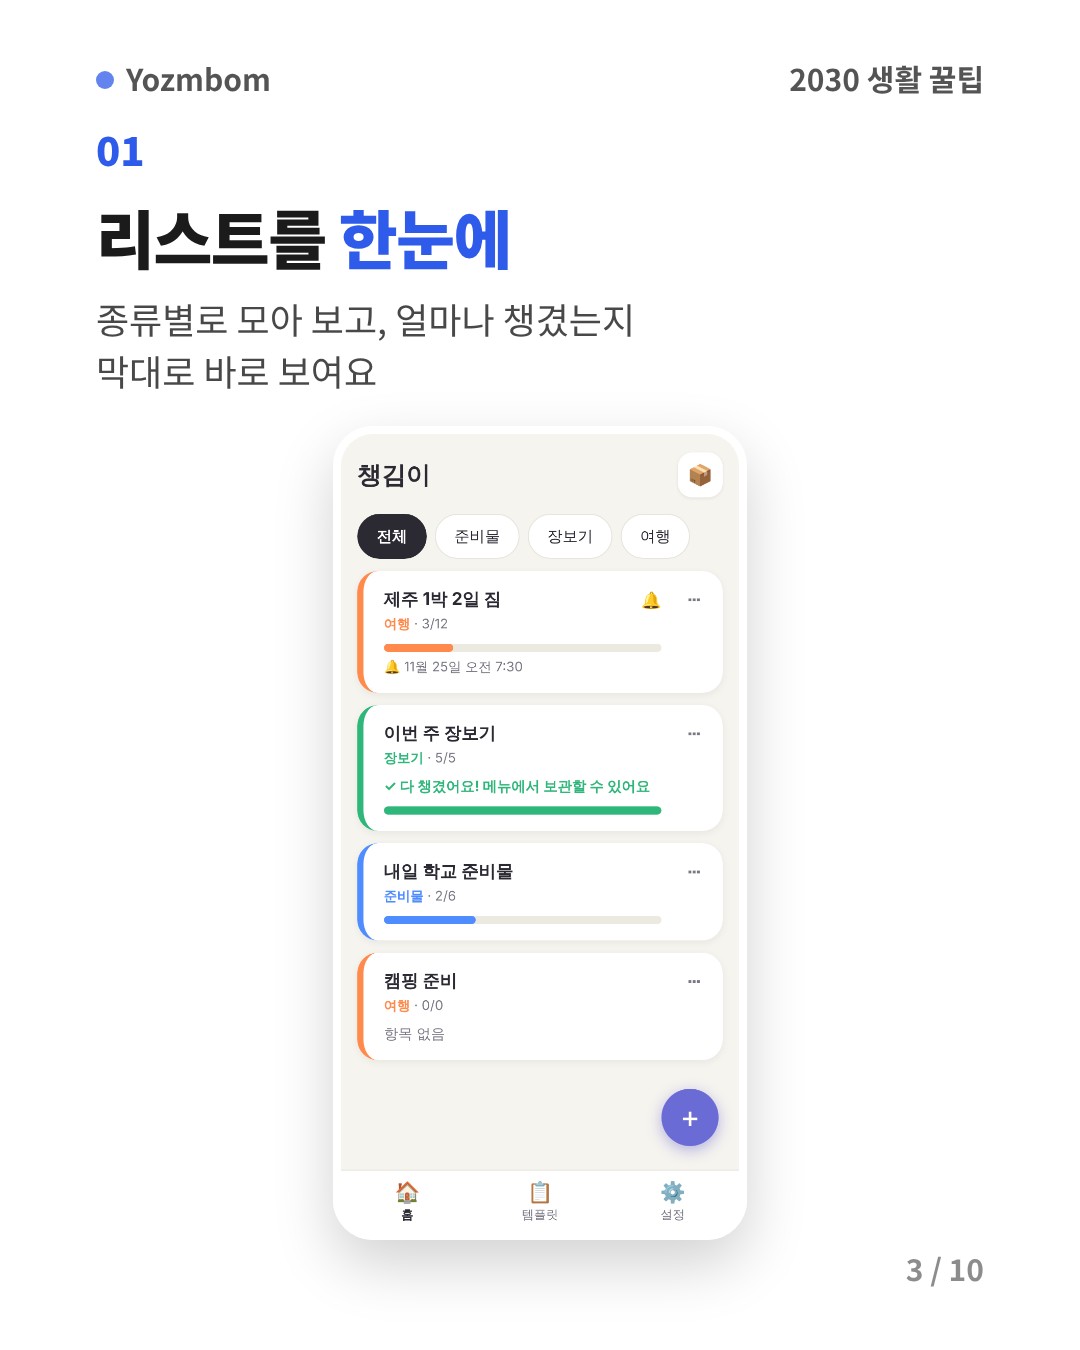 Yozmbom
2030 생활 꿀팁
01
리스트를 한눈에
종류별로 모아 보고, 얼마나 챙겼는지
막대로 바로 보여요
챙김이
전체 준비물 장보기 여행
제주 1박 2일 짐
여행 · 3/12
11월 25일 오전 7:30
이번 주 장보기
장보기 · 5/5
✓ 다 챙겼어요! 메뉴에서 보관할 수 있어요
내일 학교 준비물
준비물 · 2/6
캠핑 준비
여행 · 0/0
항목 없음
+
홈 템플릿 설정
3 / 10